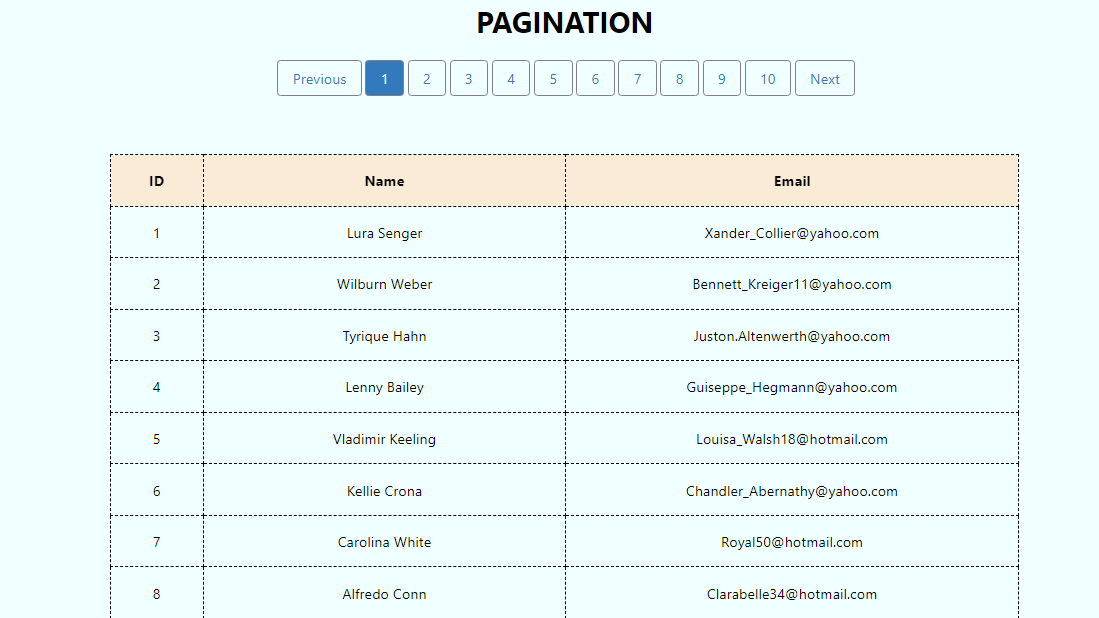 PAGINATION
Previous 1 2 3 4 5 6 7 8 9 10 Next
ID Name Email
1 Lura Senger Xander_Collier@yahoo.com
2 Wilburn Weber Bennett_Kreiger11@yahoo.com
3 Tyrique Hahn Juston.Altenwerth@yahoo.com
4 Lenny Bailey Guiseppe_Hegmann@yahoo.com
5 Vladimir Keeling Louisa_Walsh18@hotmail.com
6 Kellie Crona Chandler_Abernathy@yahoo.com
7 Carolina White Royal50@hotmail.com
8 Alfredo Conn Clarabelle34@hotmail.com